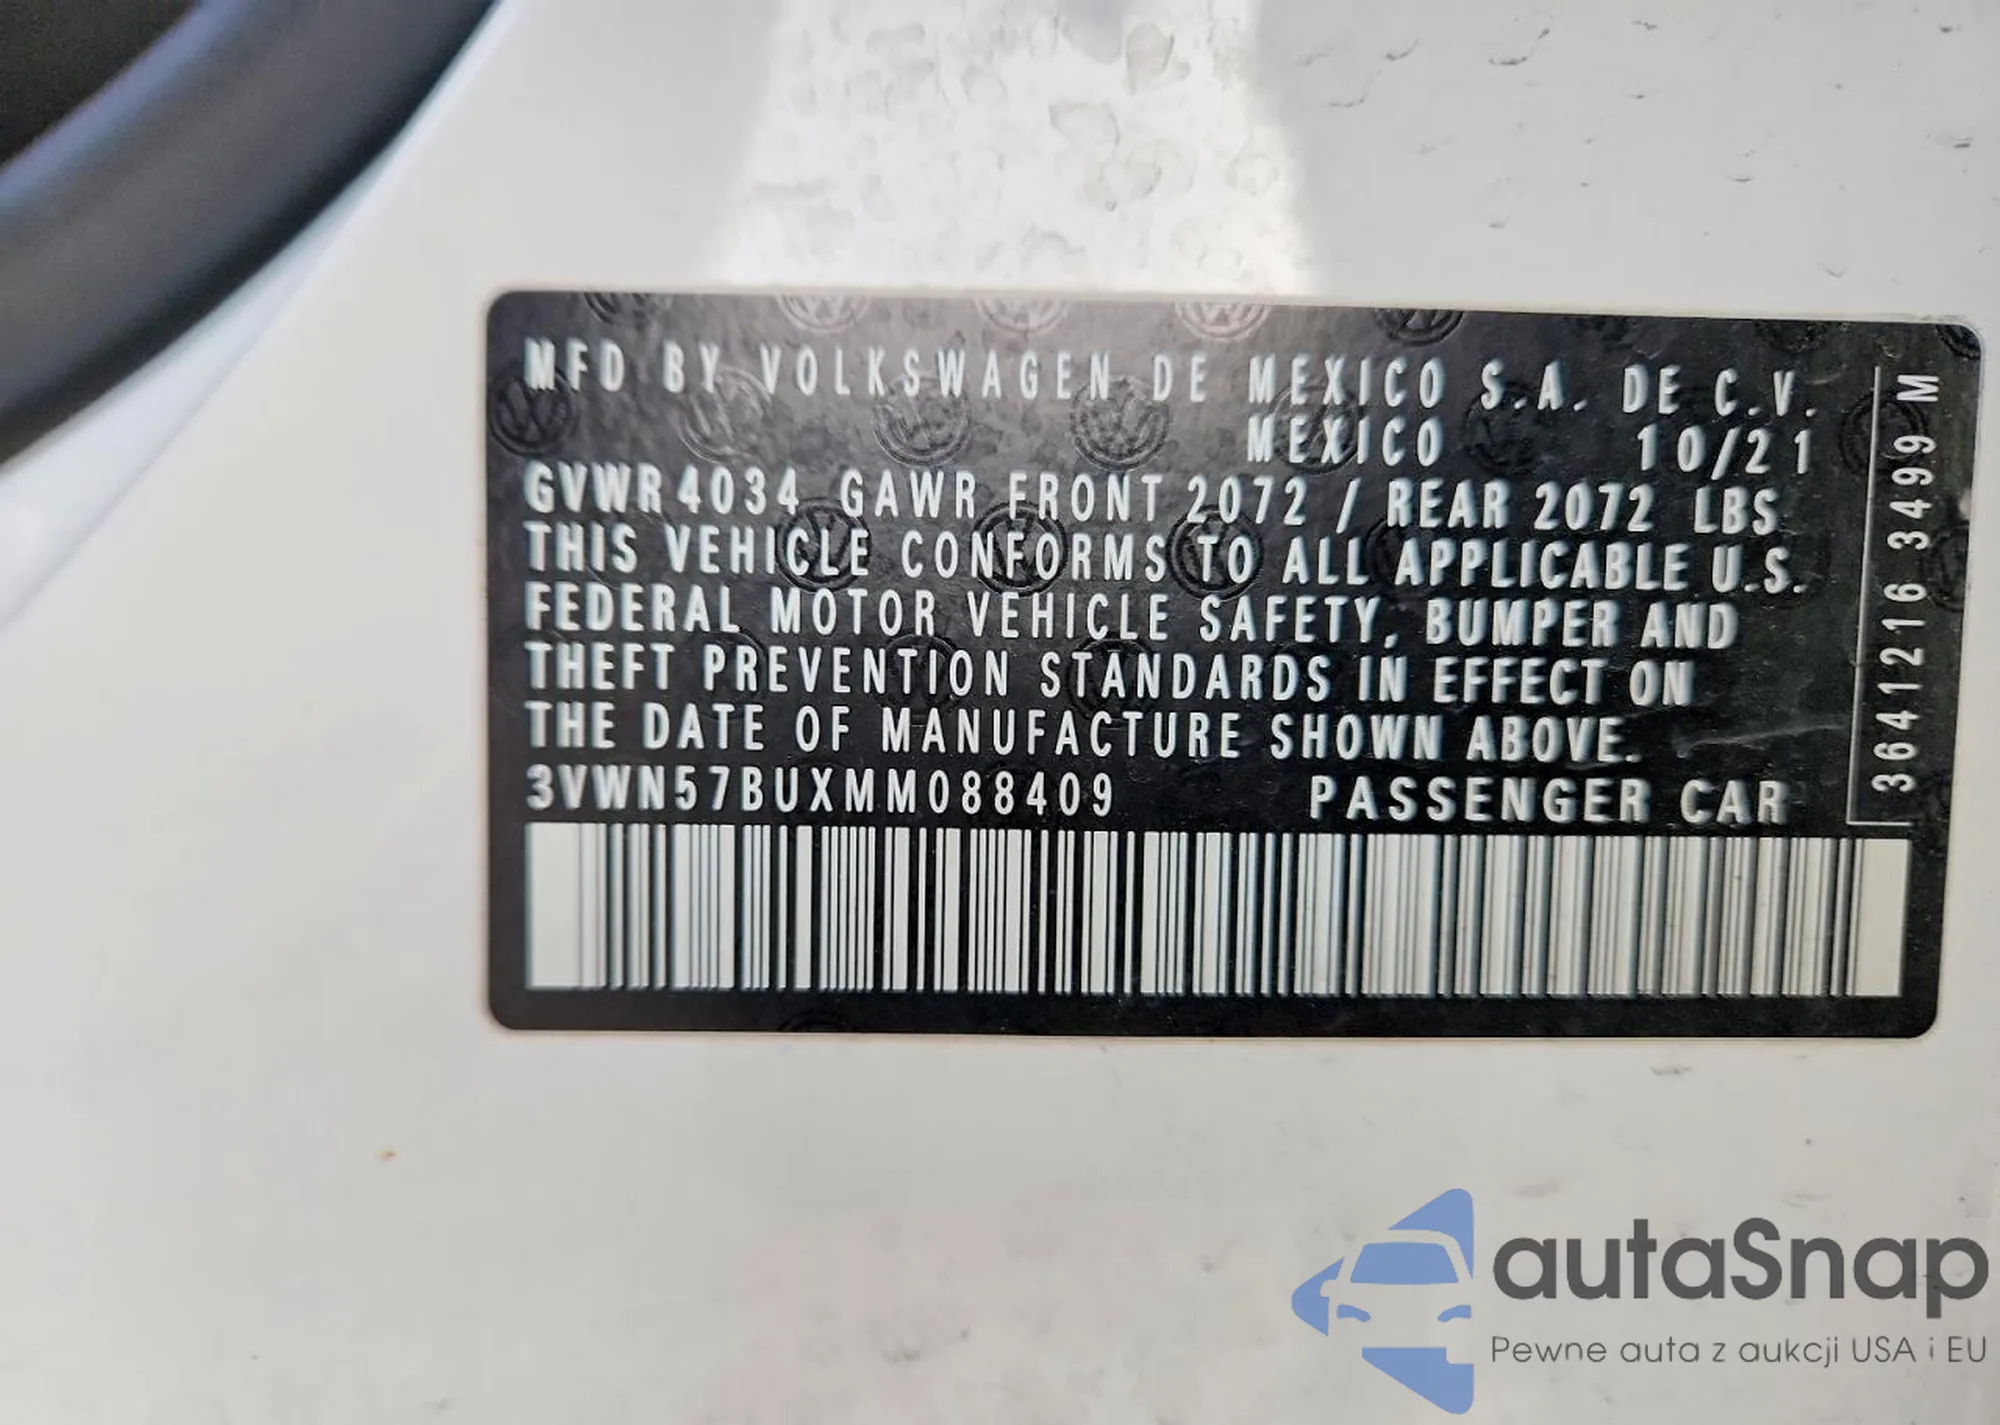 MFD BY VOLKSWAGEN DE MEXICO S.A. DE C.V.
MEXICO 10/21
GVWR 4034 GAWR FRONT 2072 / REAR 2072 LBS
THIS VEHICLE CONFORMS TO ALL APPLICABLE U.S.
FEDERAL MOTOR VEHICLE SAFETY, BUMPER AND
THEFT PREVENTION STANDARDS IN EFFECT ON
THE DATE OF MANUFACTURE SHOWN ABOVE.
3VWN57BUXMM088409 PASSENGER CAR
3641216 3499 M
autaSnap
Pewne auta z aukcji USA i EU